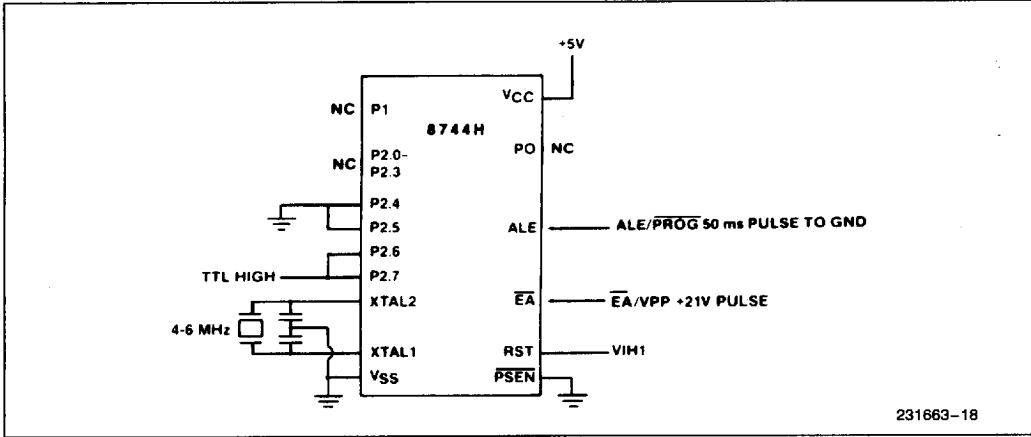 +5V
VCC
NC P1
8744H
PO NC
NC P2.0–
P2.3
P2.4
P2.5
ALE
ALE/PROG 50 ms PULSE TO GND
P2.6
TTL HIGH
P2.7
XTAL2
EA
EA/VPP +21V PULSE
4-6 MHz
XTAL1
RST
VIH1
VSS
PSEN
231663–18